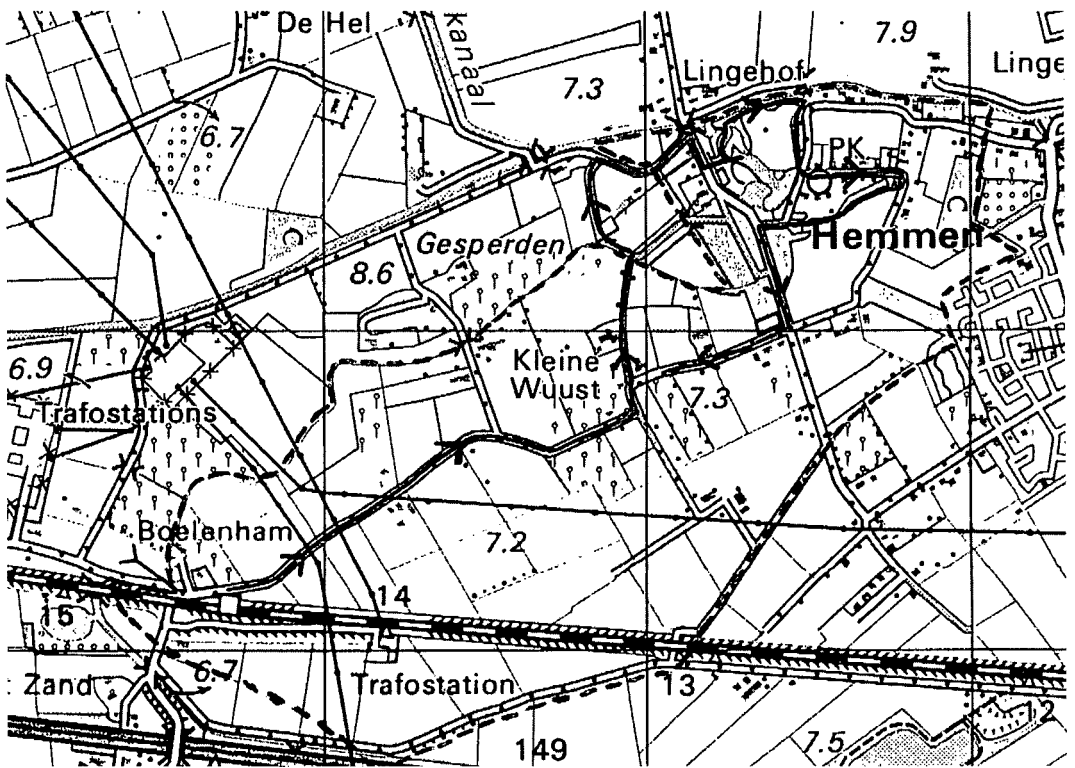 De Hel
kanaal
7.3
7.9
Lingehof
Linge
6.7
PK
C
C
Hemmen
Gesperden
8.6
6.9
Kleine
Wuust
7.3
Trafostations
Boelenham
7.2
15
14
6.7
Zand
Trafostation
13
12
149
7.5